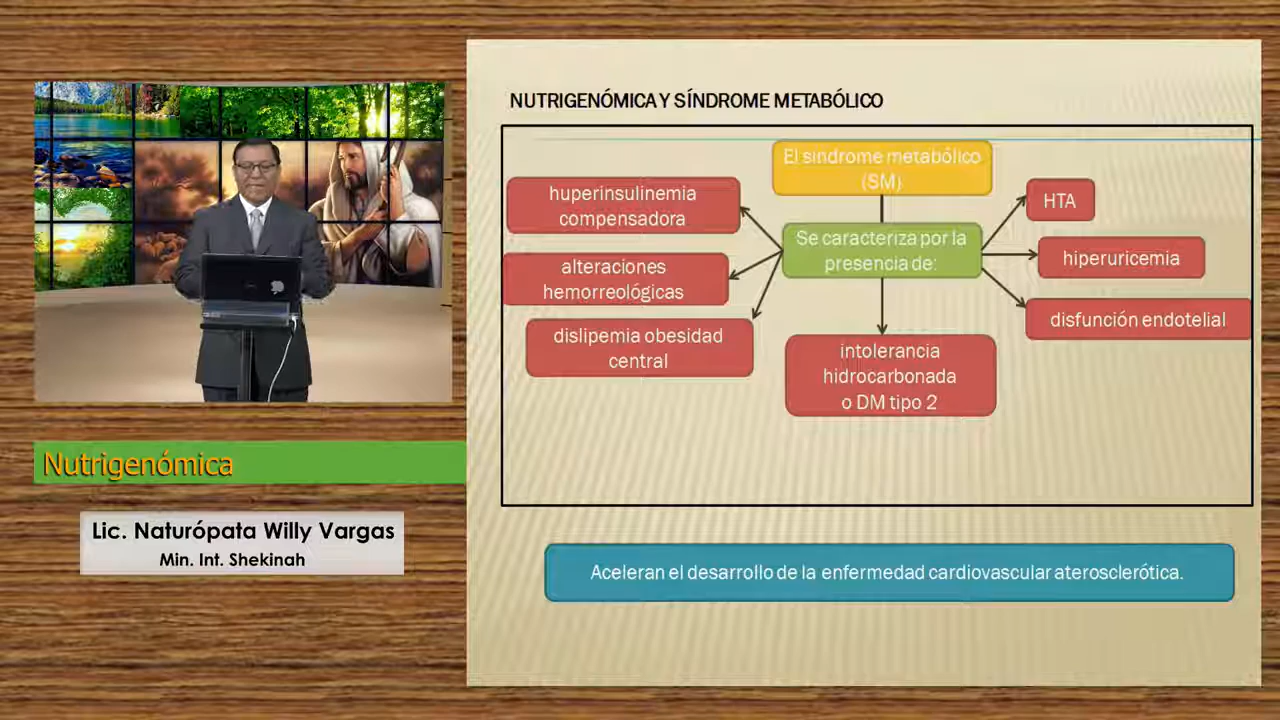 NUTRIGENÓMICA Y SÍNDROME METABÓLICO
El sindrome metabólico
(SM)
huperinsulinemia
compensadora
HTA
Se caracteriza por la
presencia de:
hiperuricemia
alteraciones
hemorreológicas
disfunción endotelial
dislipemia obesidad
central
intolerancia
hidrocarbonada
o DM tipo 2
Aceleran el desarrollo de la enfermedad cardiovascular aterosclerótica.
Nutrigenómica
Lic. Naturópata Willy Vargas
Min. Int. Shekinah